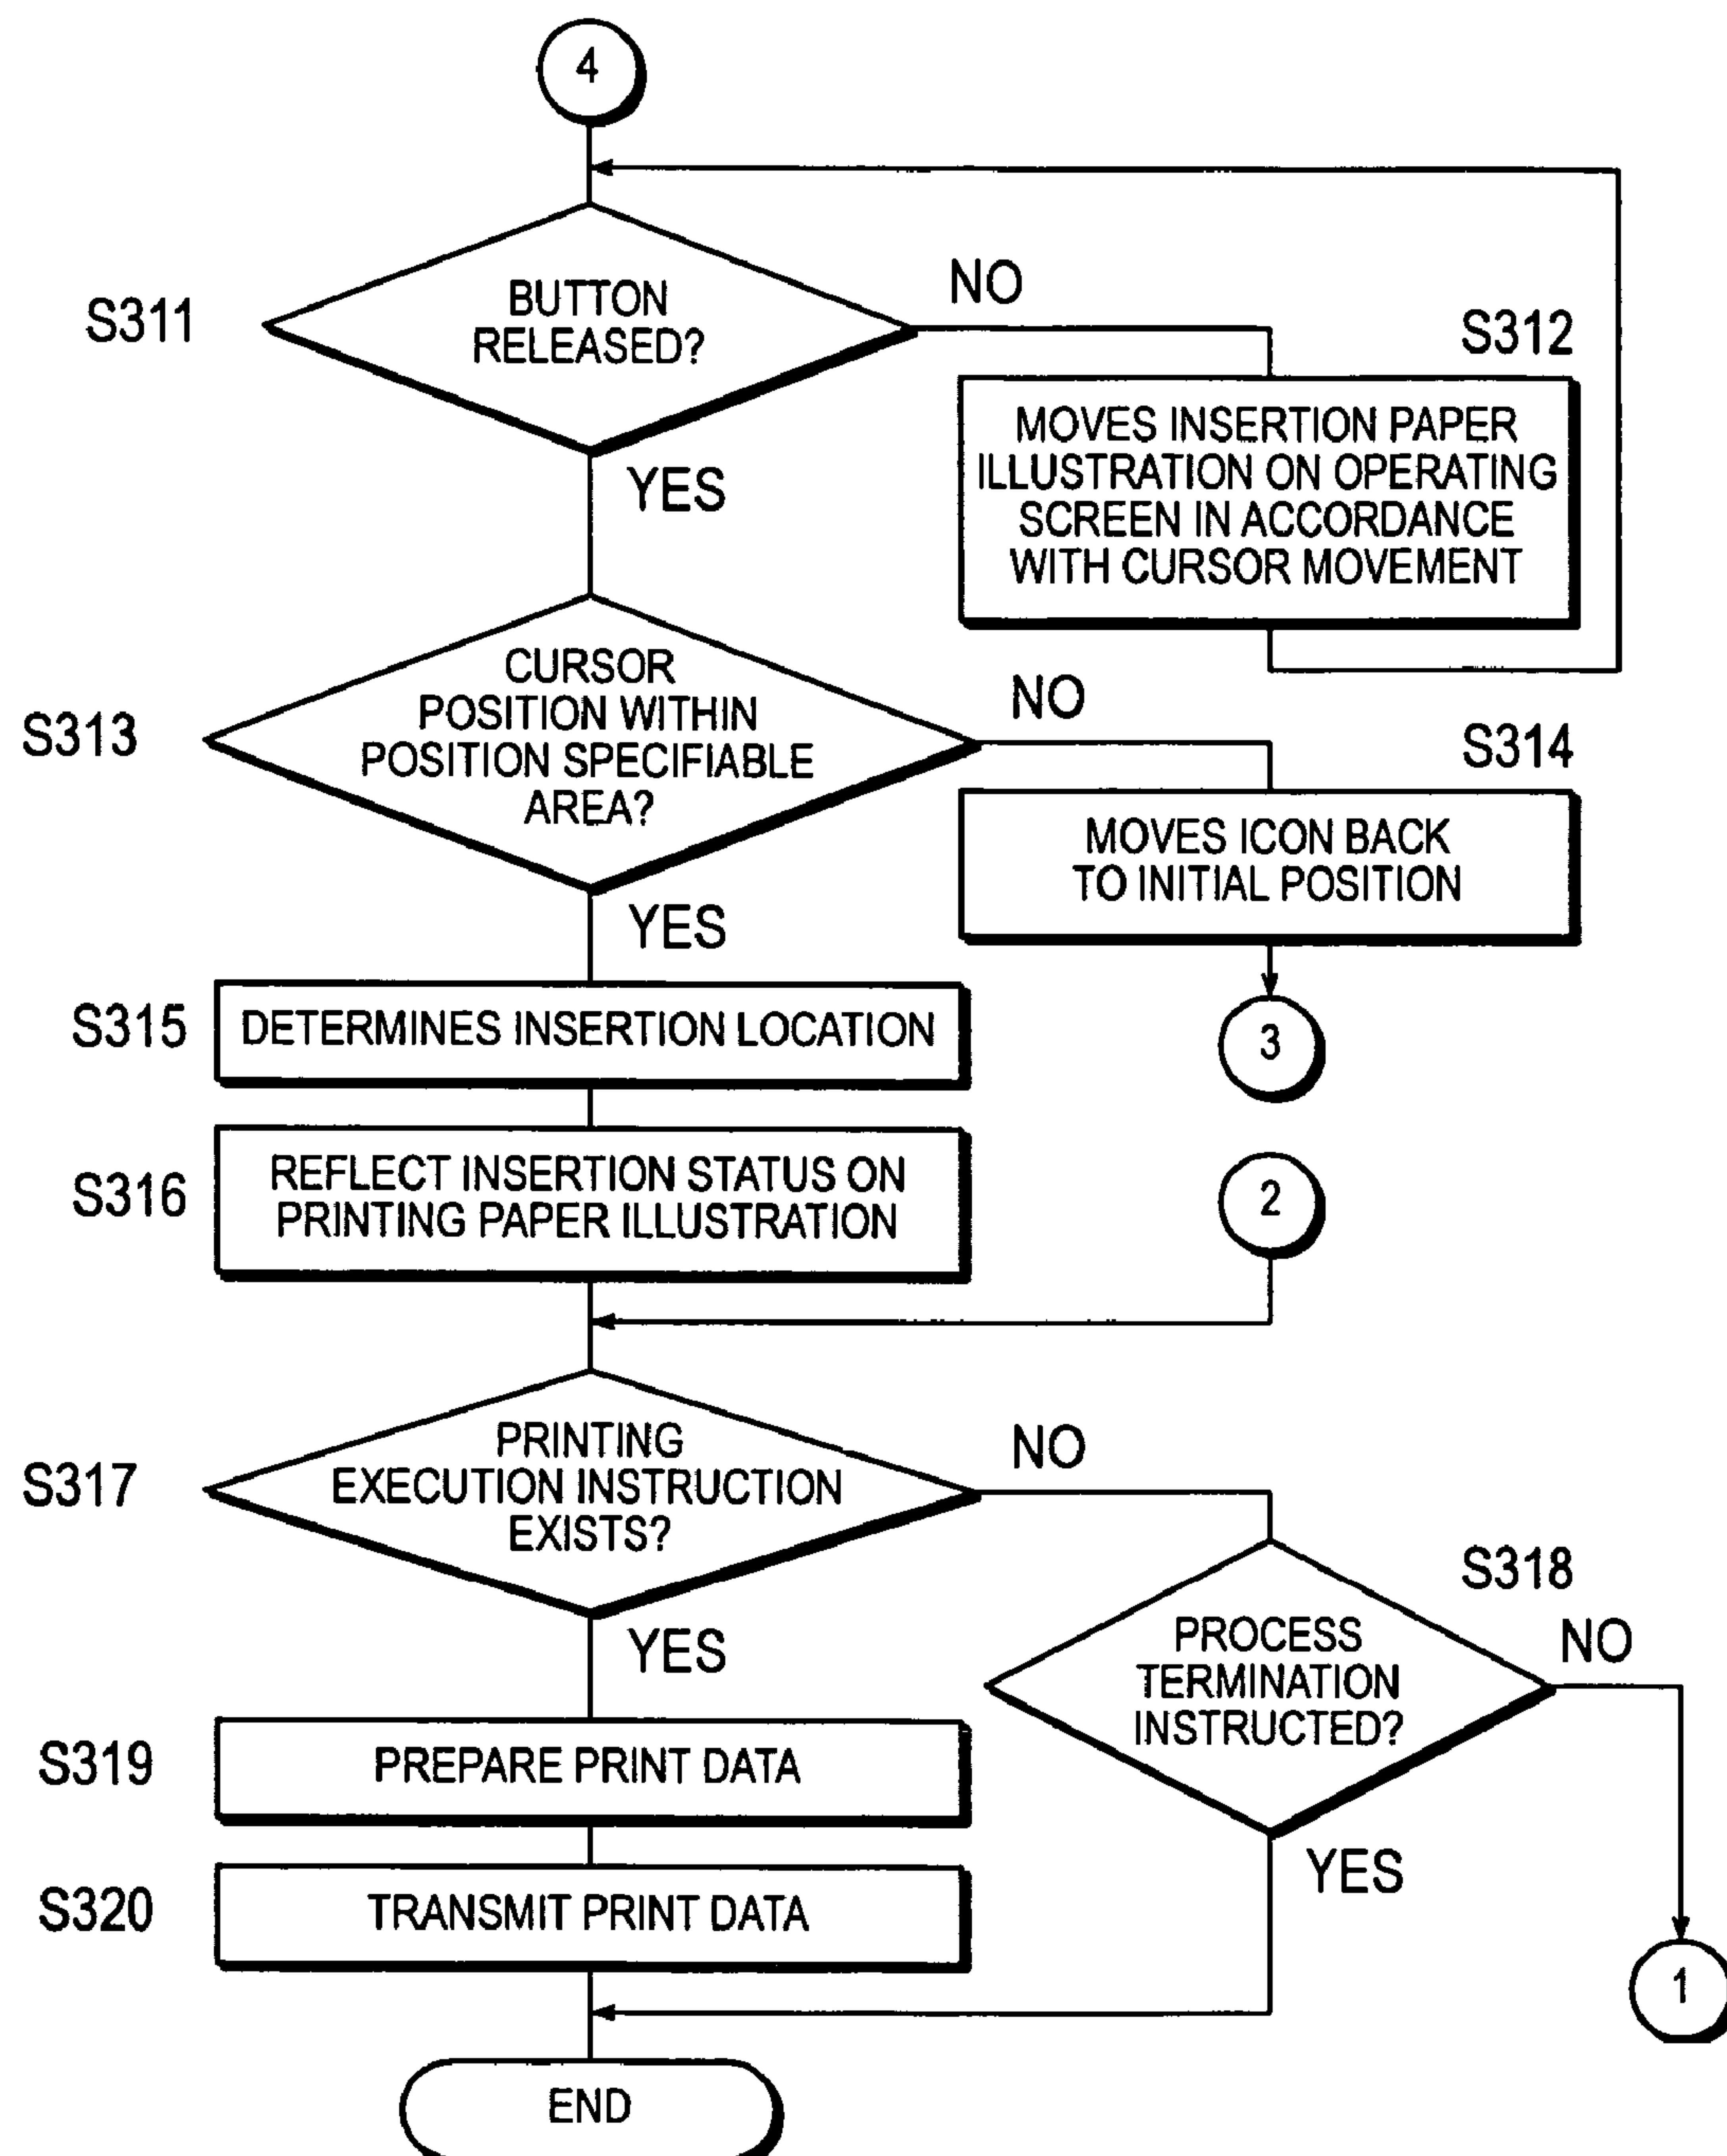 4
S311
BUTTON
RELEASED?
NO
YES
S312
MOVES INSERTION PAPER
ILLUSTRATION ON OPERATING
SCREEN IN ACCORDANCE
WITH CURSOR MOVEMENT
S313
CURSOR
POSITION WITHIN
POSITION SPECIFIABLE
AREA?
NO
YES
S314
MOVES ICON BACK
TO INITIAL POSITION
3
S315
DETERMINES INSERTION LOCATION
S316
REFLECT INSERTION STATUS ON
PRINTING PAPER ILLUSTRATION
2
S317
PRINTING
EXECUTION INSTRUCTION
EXISTS?
NO
YES
S318
PROCESS
TERMINATION
INSTRUCTED?
NO
YES
1
S319
PREPARE PRINT DATA
S320
TRANSMIT PRINT DATA
END